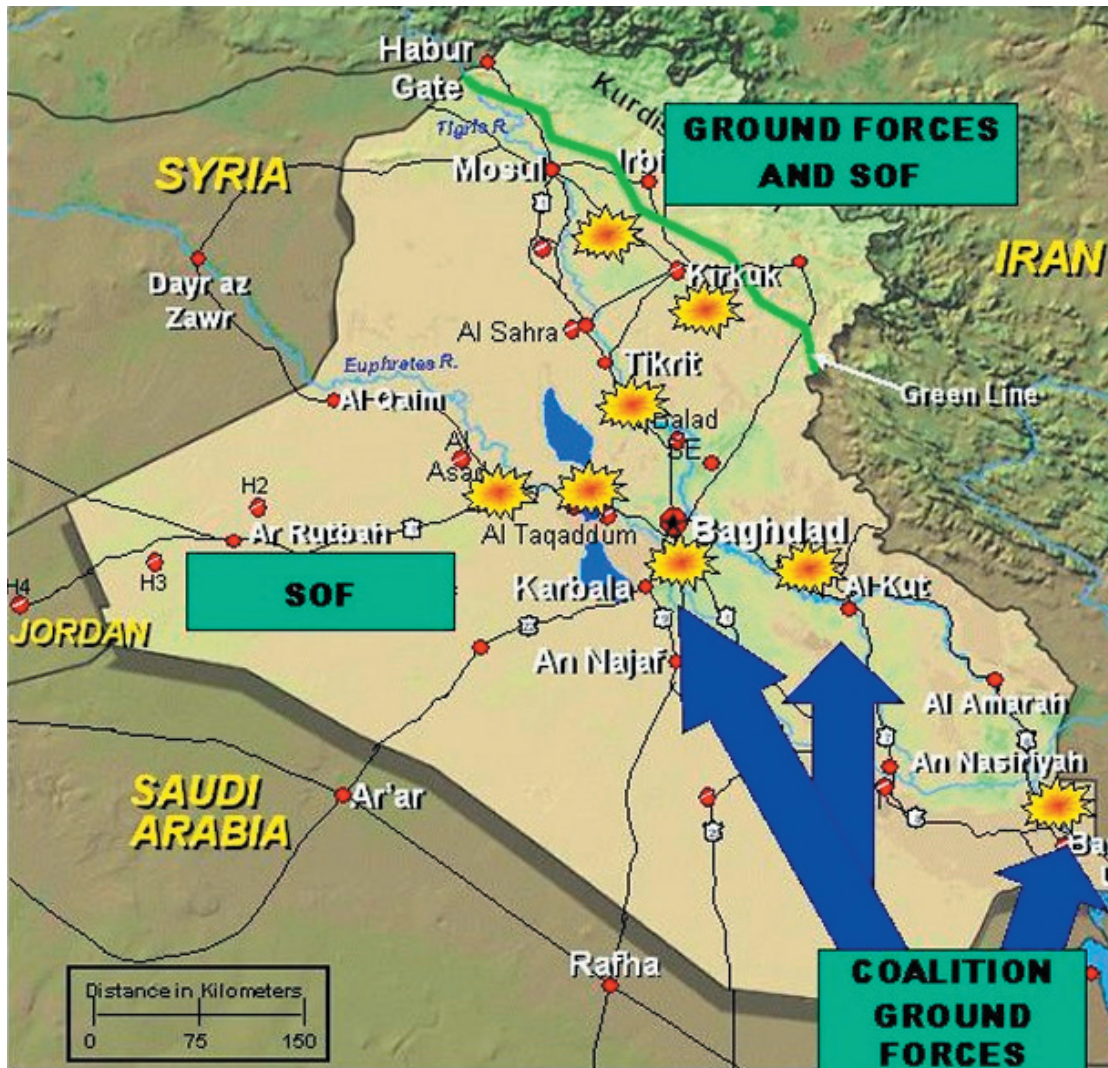 Habur
Gate
Kurdis
GROUND FORCES
AND SOF
Tigris R.
Mosul
Irbi
SYRIA
IRAN
Dayr az
Zawr
Kirkuk
Al Sahra
Tikrit
Euphrates R.
Green Line
Al Qaim
Balad
SE
Al
Asad
H2
Ar Rutbah
Al Taqaddum
Baghdad
H3
SOF
Karbala
Al Kut
H4
JORDAN
An Najaf
Al Amarah
An Nasiriyah
SAUDI
ARABIA
Ar'ar
Ba
Rafha
COALITION
GROUND
FORCES
Distance in Kilometers
0 75 150